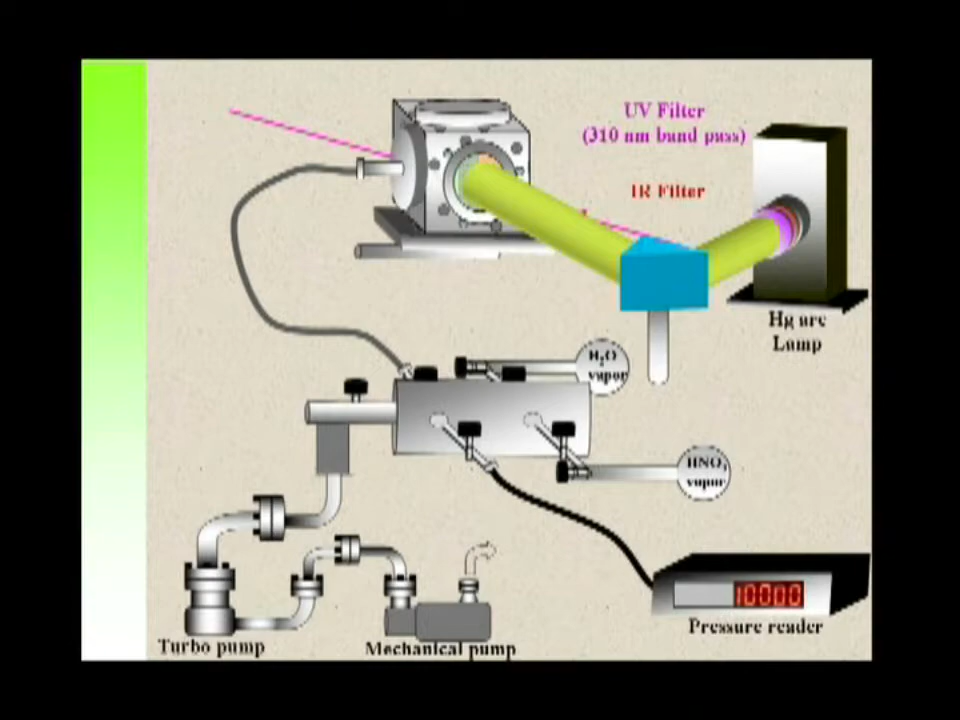 UV Filter
(310 nm band pass)
IR Filter
Hg arc
Lamp
H₂O
vapor
HNO₃
vapor
10000
Pressure reader
Turbo pump
Mechanical pump